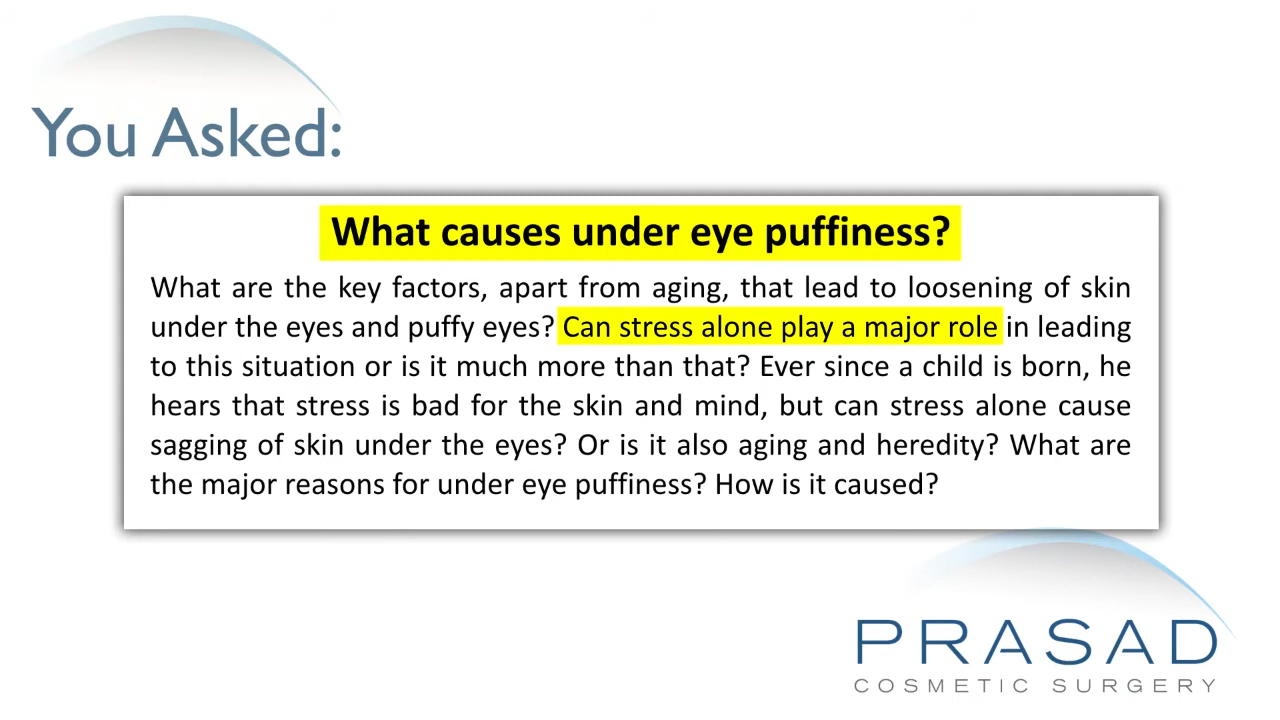 You Asked:
What causes under eye puffiness?
What are the key factors, apart from aging, that lead to loosening of skin
under the eyes and puffy eyes? Can stress alone play a major role in leading
to this situation or is it much more than that? Ever since a child is born, he
hears that stress is bad for the skin and mind, but can stress alone cause
sagging of skin under the eyes? Or is it also aging and heredity? What are
the major reasons for under eye puffiness? How is it caused?
PRASAD
COSMETIC SURGERY